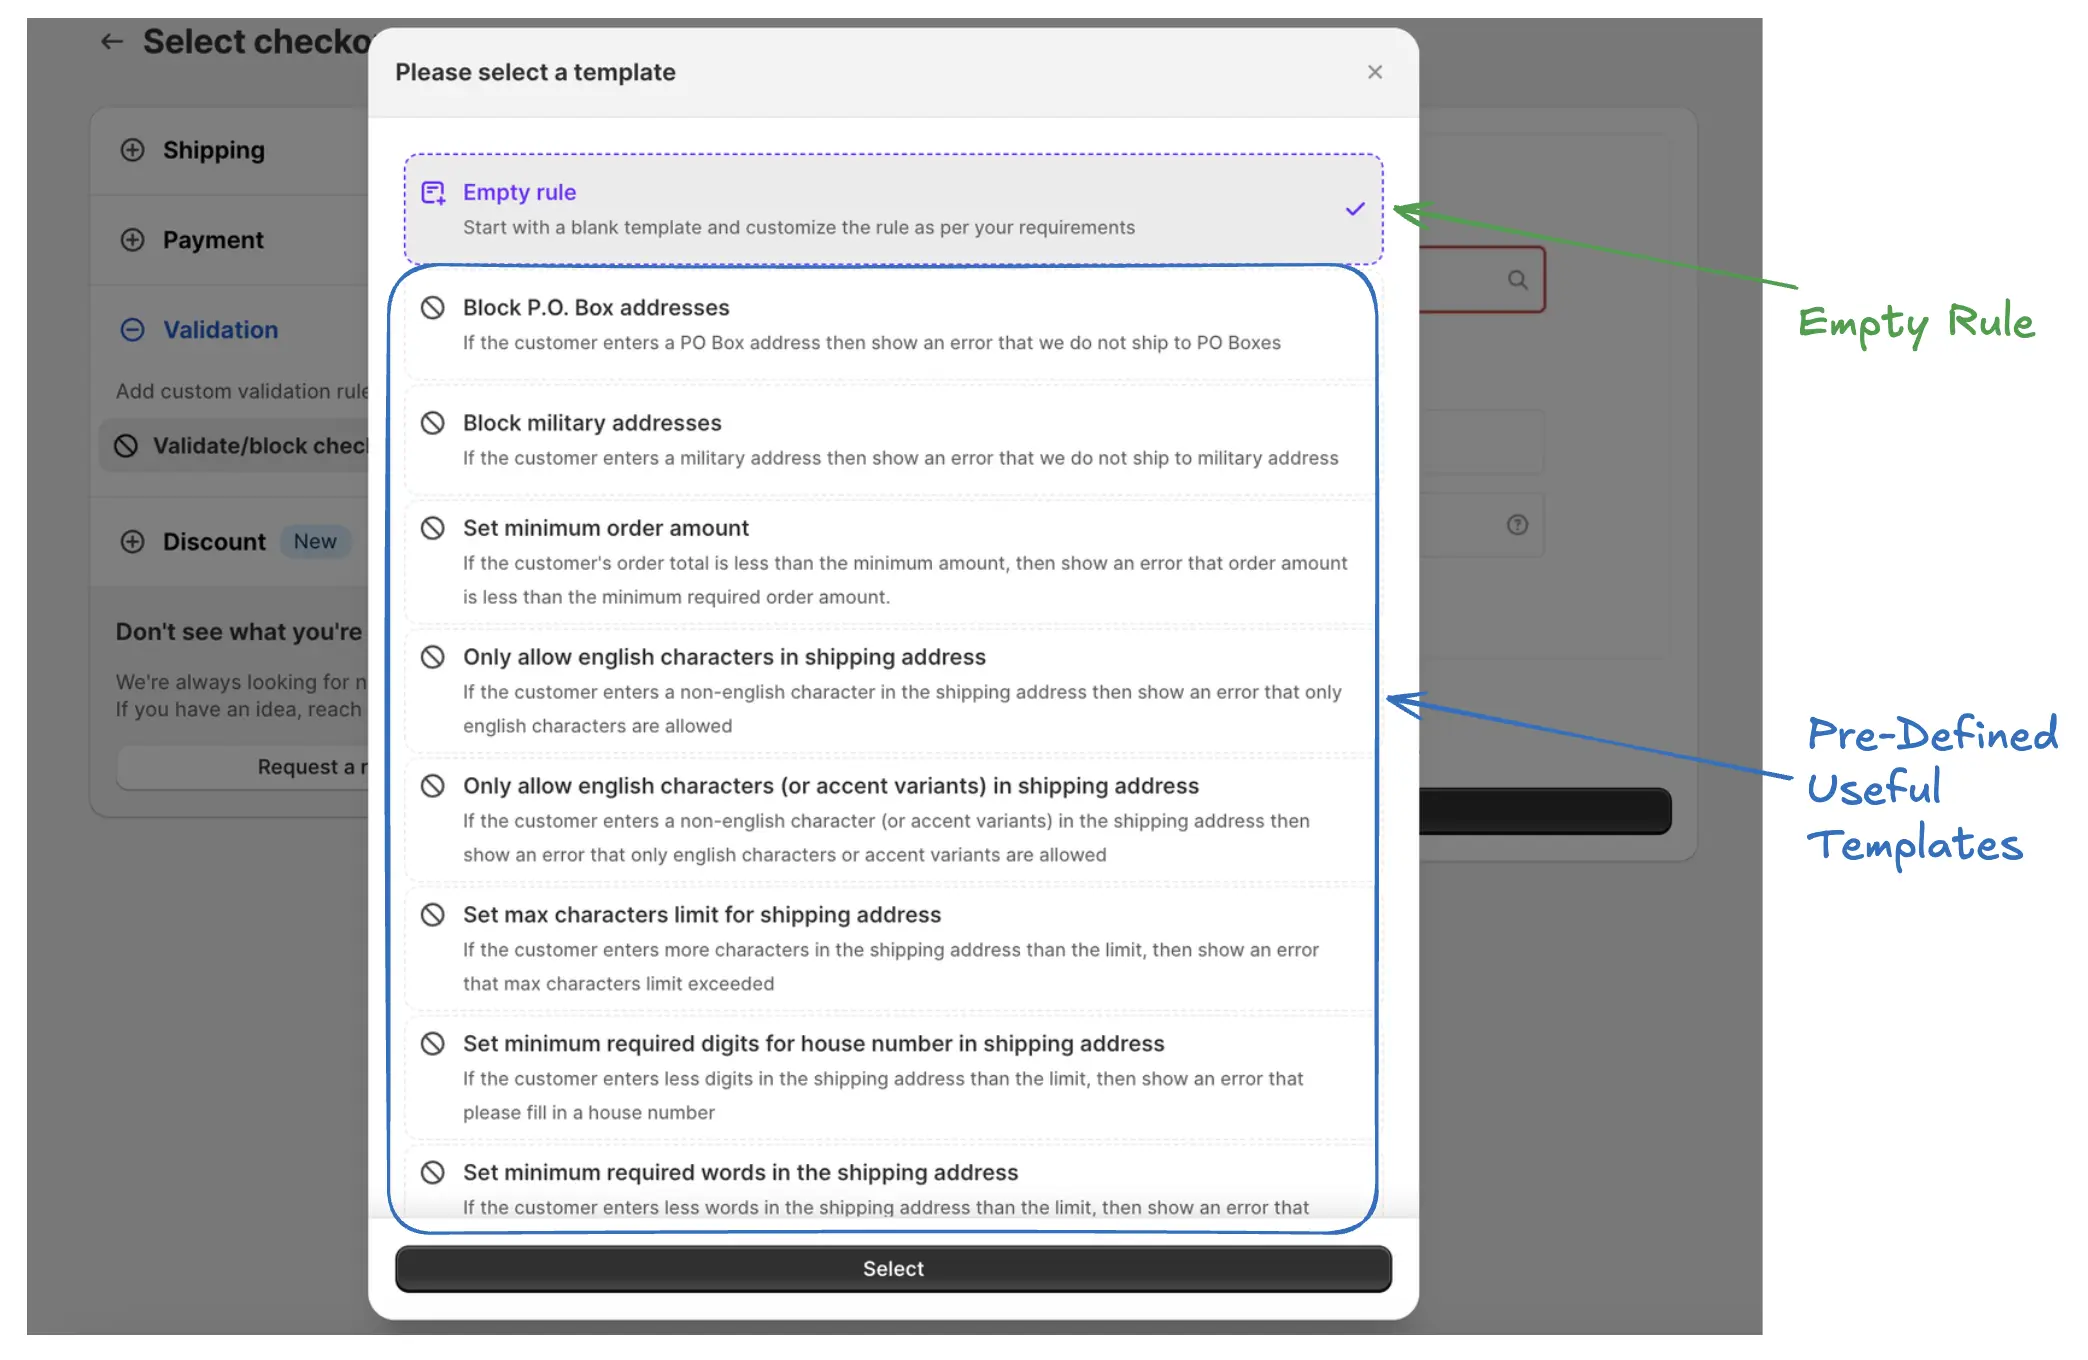 Select checko
Please select a template
Shipping
Payment
Validation
Add custom validation rule
Validate/block chec
Discount New
Don't see what you're
We're always looking for n
If you have an idea, reach
Request a r
Empty rule
Start with a blank template and customize the rule as per your requirements
Block P.O. Box addresses
If the customer enters a PO Box address then show an error that we do not ship to PO Boxes
Block military addresses
If the customer enters a military address then show an error that we do not ship to military address
Set minimum order amount
If the customer's order total is less than the minimum amount, then show an error that order amount
is less than the minimum required order amount.
Only allow english characters in shipping address
If the customer enters a non-english character in the shipping address then show an error that only
english characters are allowed
Only allow english characters (or accent variants) in shipping address
If the customer enters a non-english character (or accent variants) in the shipping address then
show an error that only english characters or accent variants are allowed
Set max characters limit for shipping address
If the customer enters more characters in the shipping address than the limit, then show an error
that max characters limit exceeded
Set minimum required digits for house number in shipping address
If the customer enters less digits in the shipping address than the limit, then show an error that
please fill in a house number
Set minimum required words in the shipping address
If the customer enters less words in the shipping address than the limit, then show an error that
Select
Empty Rule
Pre-Defined
Useful
Templates